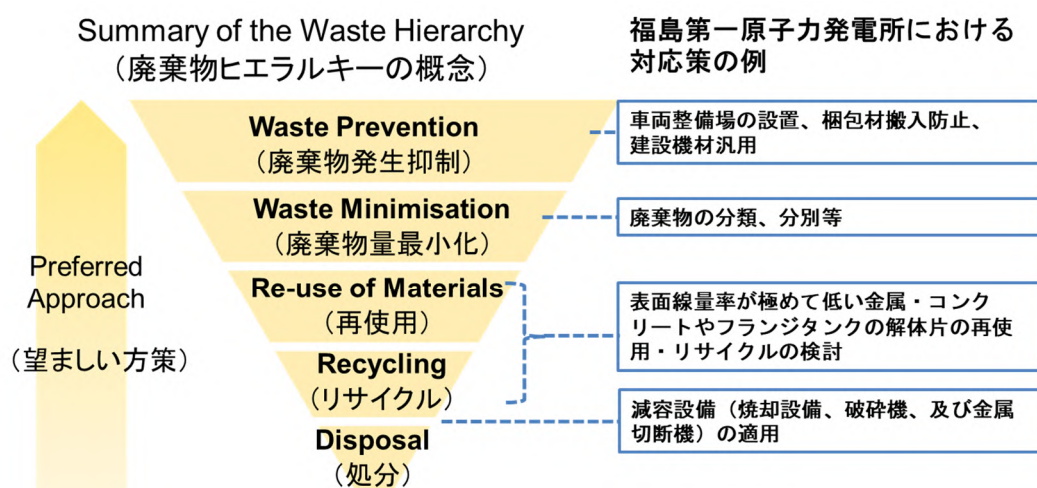 Summary of the Waste Hierarchy
（廃棄物ヒエラルキーの概念）
福島第一原子力発電所における
対応策の例
Preferred
Approach
（望ましい方策）
Waste Prevention
（廃棄物発生抑制）
車両整備場の設置、梱包材搬入防止、
建設機材汎用
Waste Minimisation
（廃棄物量最小化）
廃棄物の分類、分別等
Re-use of Materials
（再使用）
Recycling
（リサイクル）
表面線量率が極めて低い金属・コンク
リートやフランジタンクの解体片の再使
用・リサイクルの検討
Disposal
（処分）
減容設備（焼却設備、破砕機、及び金属
切断機）の適用